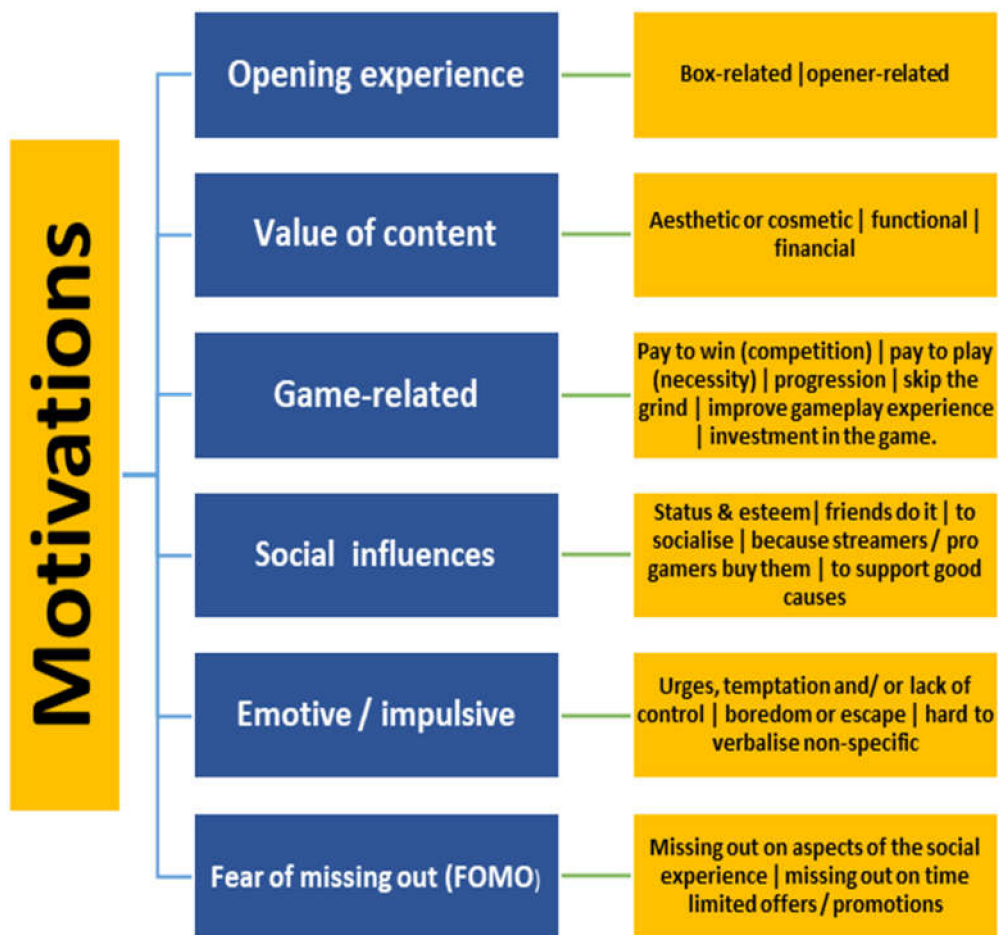 Motivations
Opening experience
Box-related | opener-related
Value of content
Aesthetic or cosmetic | functional |
financial
Game-related
Pay to win (competition) | pay to play
(necessity) | progression | skip the
grind | improve gameplay experience
| investment in the game.
Social influences
Status & esteem | friends do it | to
socialise | because streamers / pro
gamers buy them | to support good
causes
Emotive / impulsive
Urges, temptation and/ or lack of
control | boredom or escape | hard to
verbalise non-specific
Fear of missing out (FOMO)
Missing out on aspects of the social
experience | missing out on time
limited offers / promotions